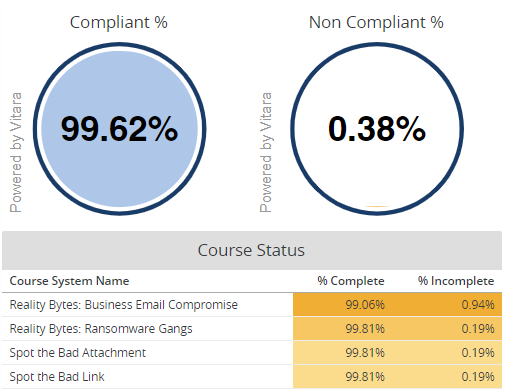 Compliant %
Non Compliant %
Powered by Vitara
99.62%
Powered by Vitara
0.38%
Course Status
Course System Name % Complete % Incomplete
Reality Bytes: Business Email Compromise 99.06% 0.94%
Reality Bytes: Ransomware Gangs 99.81% 0.19%
Spot the Bad Attachment 99.81% 0.19%
Spot the Bad Link 99.81% 0.19%